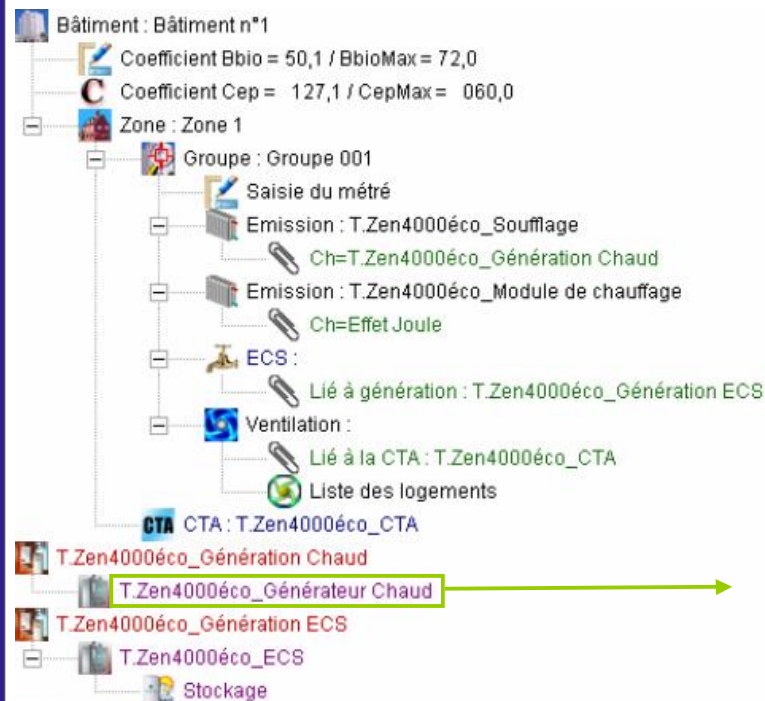 Bâtiment : Bâtiment n°1
Coefficient Bbio = 50,1 / BbioMax = 72,0
C Coefficient Cep = 127,1 / CepMax = 060,0
Zone : Zone 1
Groupe : Groupe 001
Saisie du métré
Emission : T.Zen4000éco_Soufflage
Ch=T.Zen4000éco_Génération Chaud
Emission : T.Zen4000éco_Module de chauffage
Ch=Effet Joule
ECS :
Lié à génération : T.Zen4000éco_Génération ECS
Ventilation :
Lié à la CTA : T.Zen4000éco_CTA
Liste des logements
CTA CTA : T.Zen4000éco_CTA
T.Zen4000éco_Génération Chaud
T.Zen4000éco_Générateur Chaud
T.Zen4000éco_Génération ECS
T.Zen4000éco_ECS
Stockage